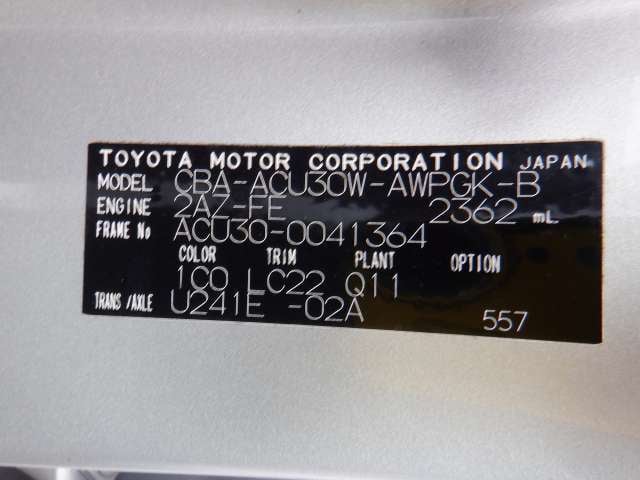 TOYOTA MOTOR CORPORATION JAPAN
MODEL CBA-ACU30W-AWPGK-B
ENGINE 2AZ-FE 2362 mL
FRAME No ACU30-0041364
COLOR TRIM PLANT OPTION
1C0 LC22 Q11
TRANS/AXLE U241E -02A
557